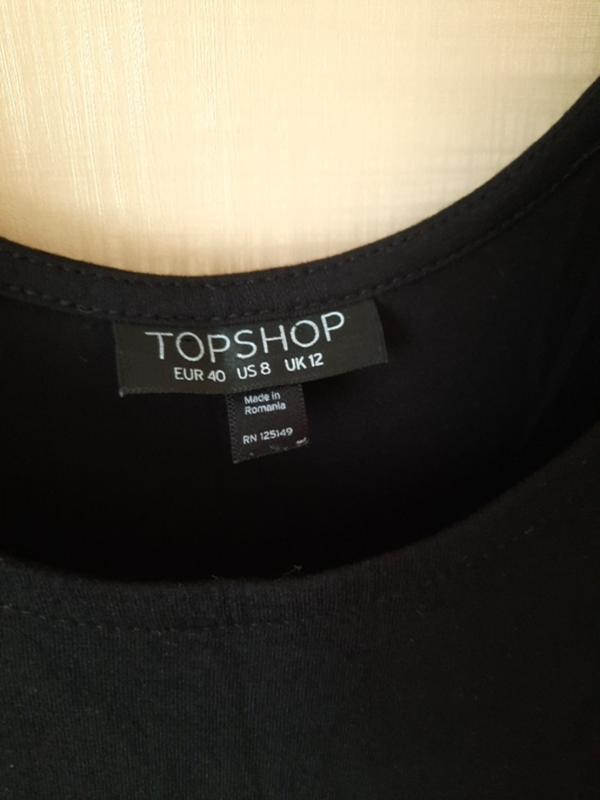 TOPSHOP
EUR 40 US 8 UK 12
Made in
Romania
RN 125149